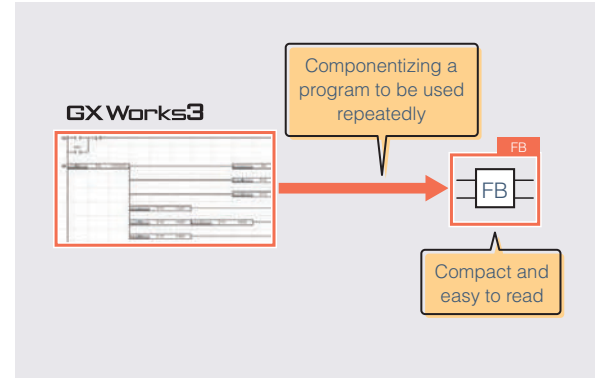 Componentizing a
program to be used
repeatedly
GX Works3
FB
FB
Compact and
easy to read